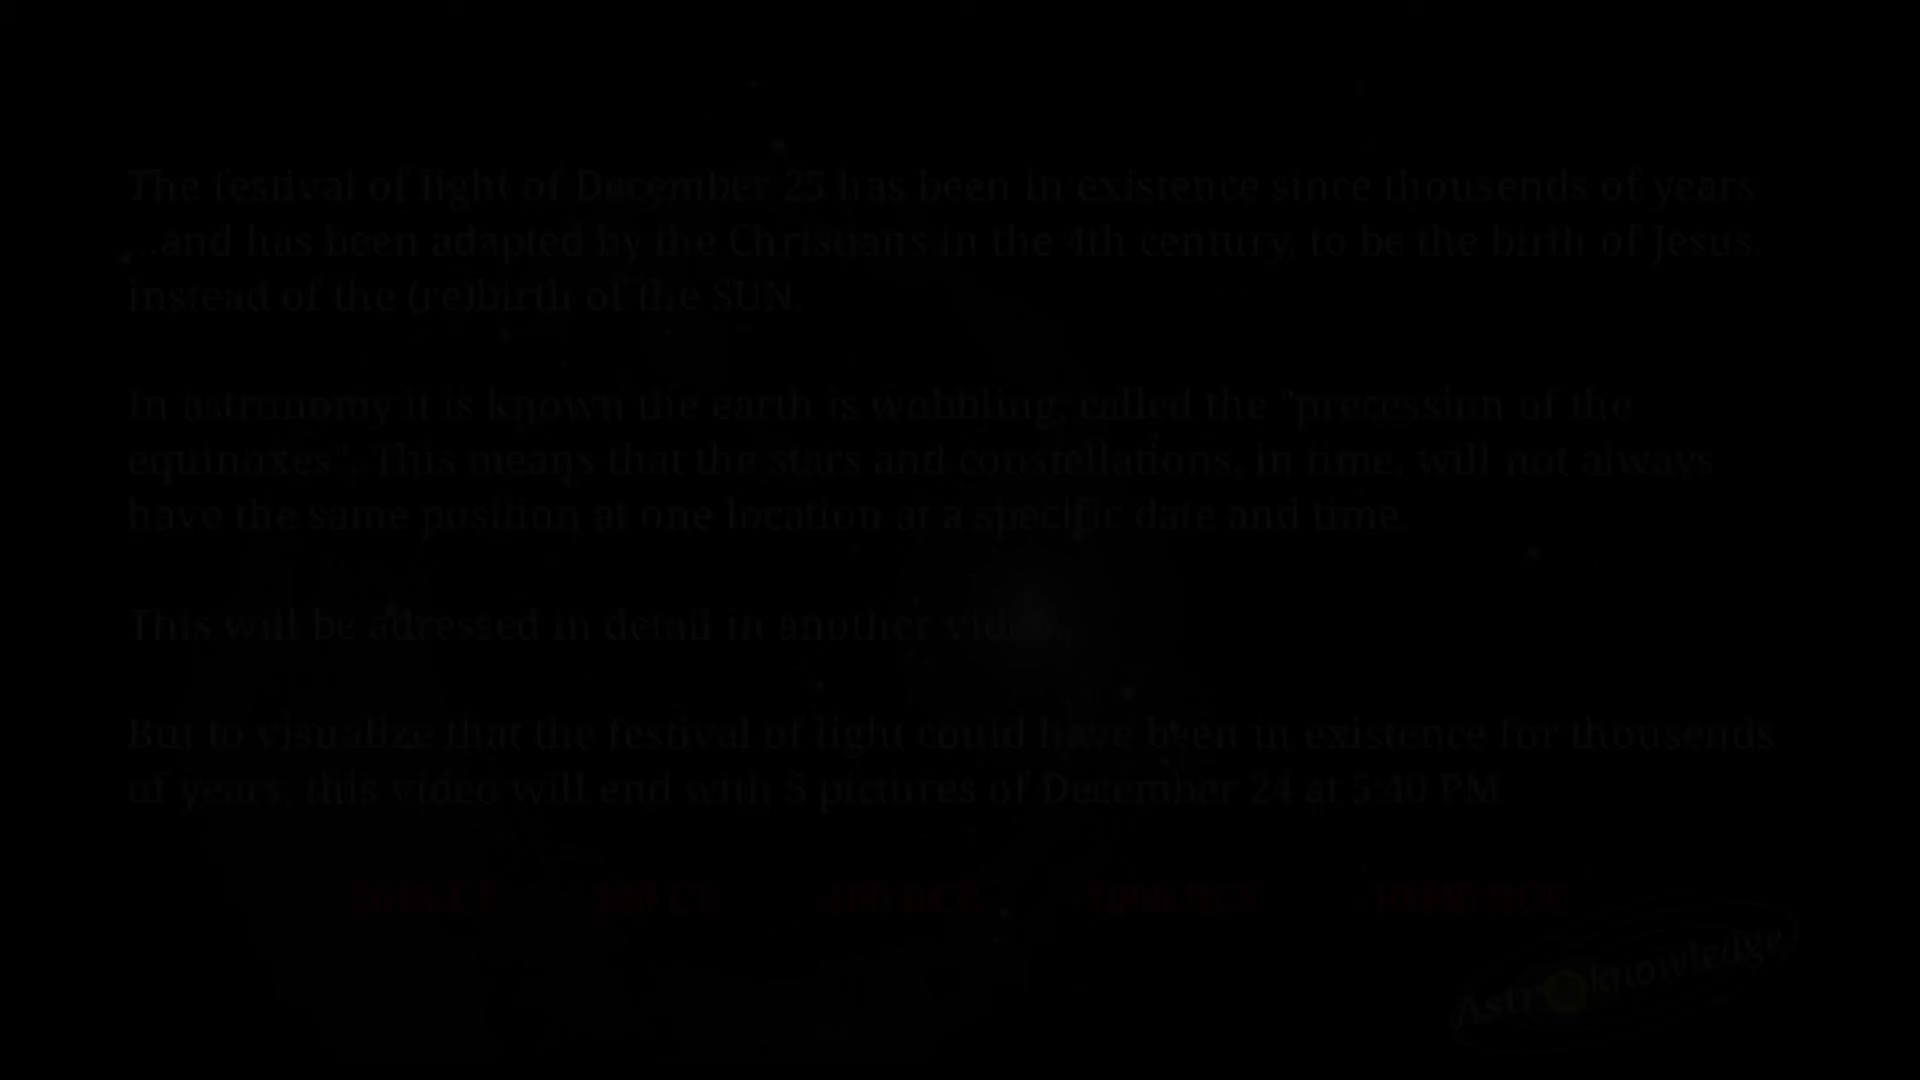 The festival of light of December 25 has been in existence since thousends of years
...and has been adapted by the Christians in the 4th century, to be the birth of Jesus,
instead of the (re)birth of the SUN.
In astronomy it is known the earth is wobbling, called the "precession of the
equinoxes". This means that the stars and constellations, in time, will not always
have the same position at one location at a specific date and time.
This will be adressed in detail in another
But to visualize that the festival of light could have been in existence for thousends
of years, this video will end with 5 pictures of December 24 at 5:40 PM
Astroknowledge